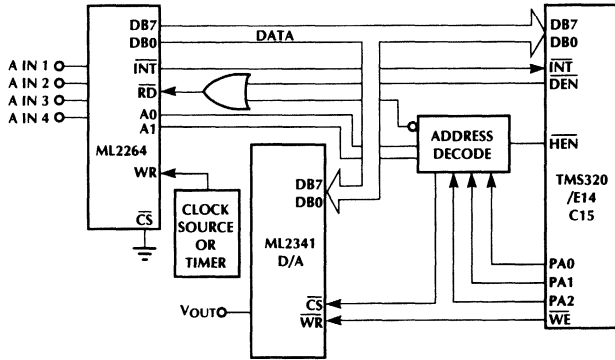 DB7
DB0
DATA
DB7
DB0
A IN 1
A IN 2
A IN 3
A IN 4
INT
RD
A0
A1
ML2264
WR
CS
CLOCK
SOURCE
OR
TIMER
DB7
DB0
ML2341
D/A
CS
WR
VOUT
ADDRESS
DECODE
INT
DEN
HEN
TMS320
/E14
C15
PA0
PA1
PA2
WE